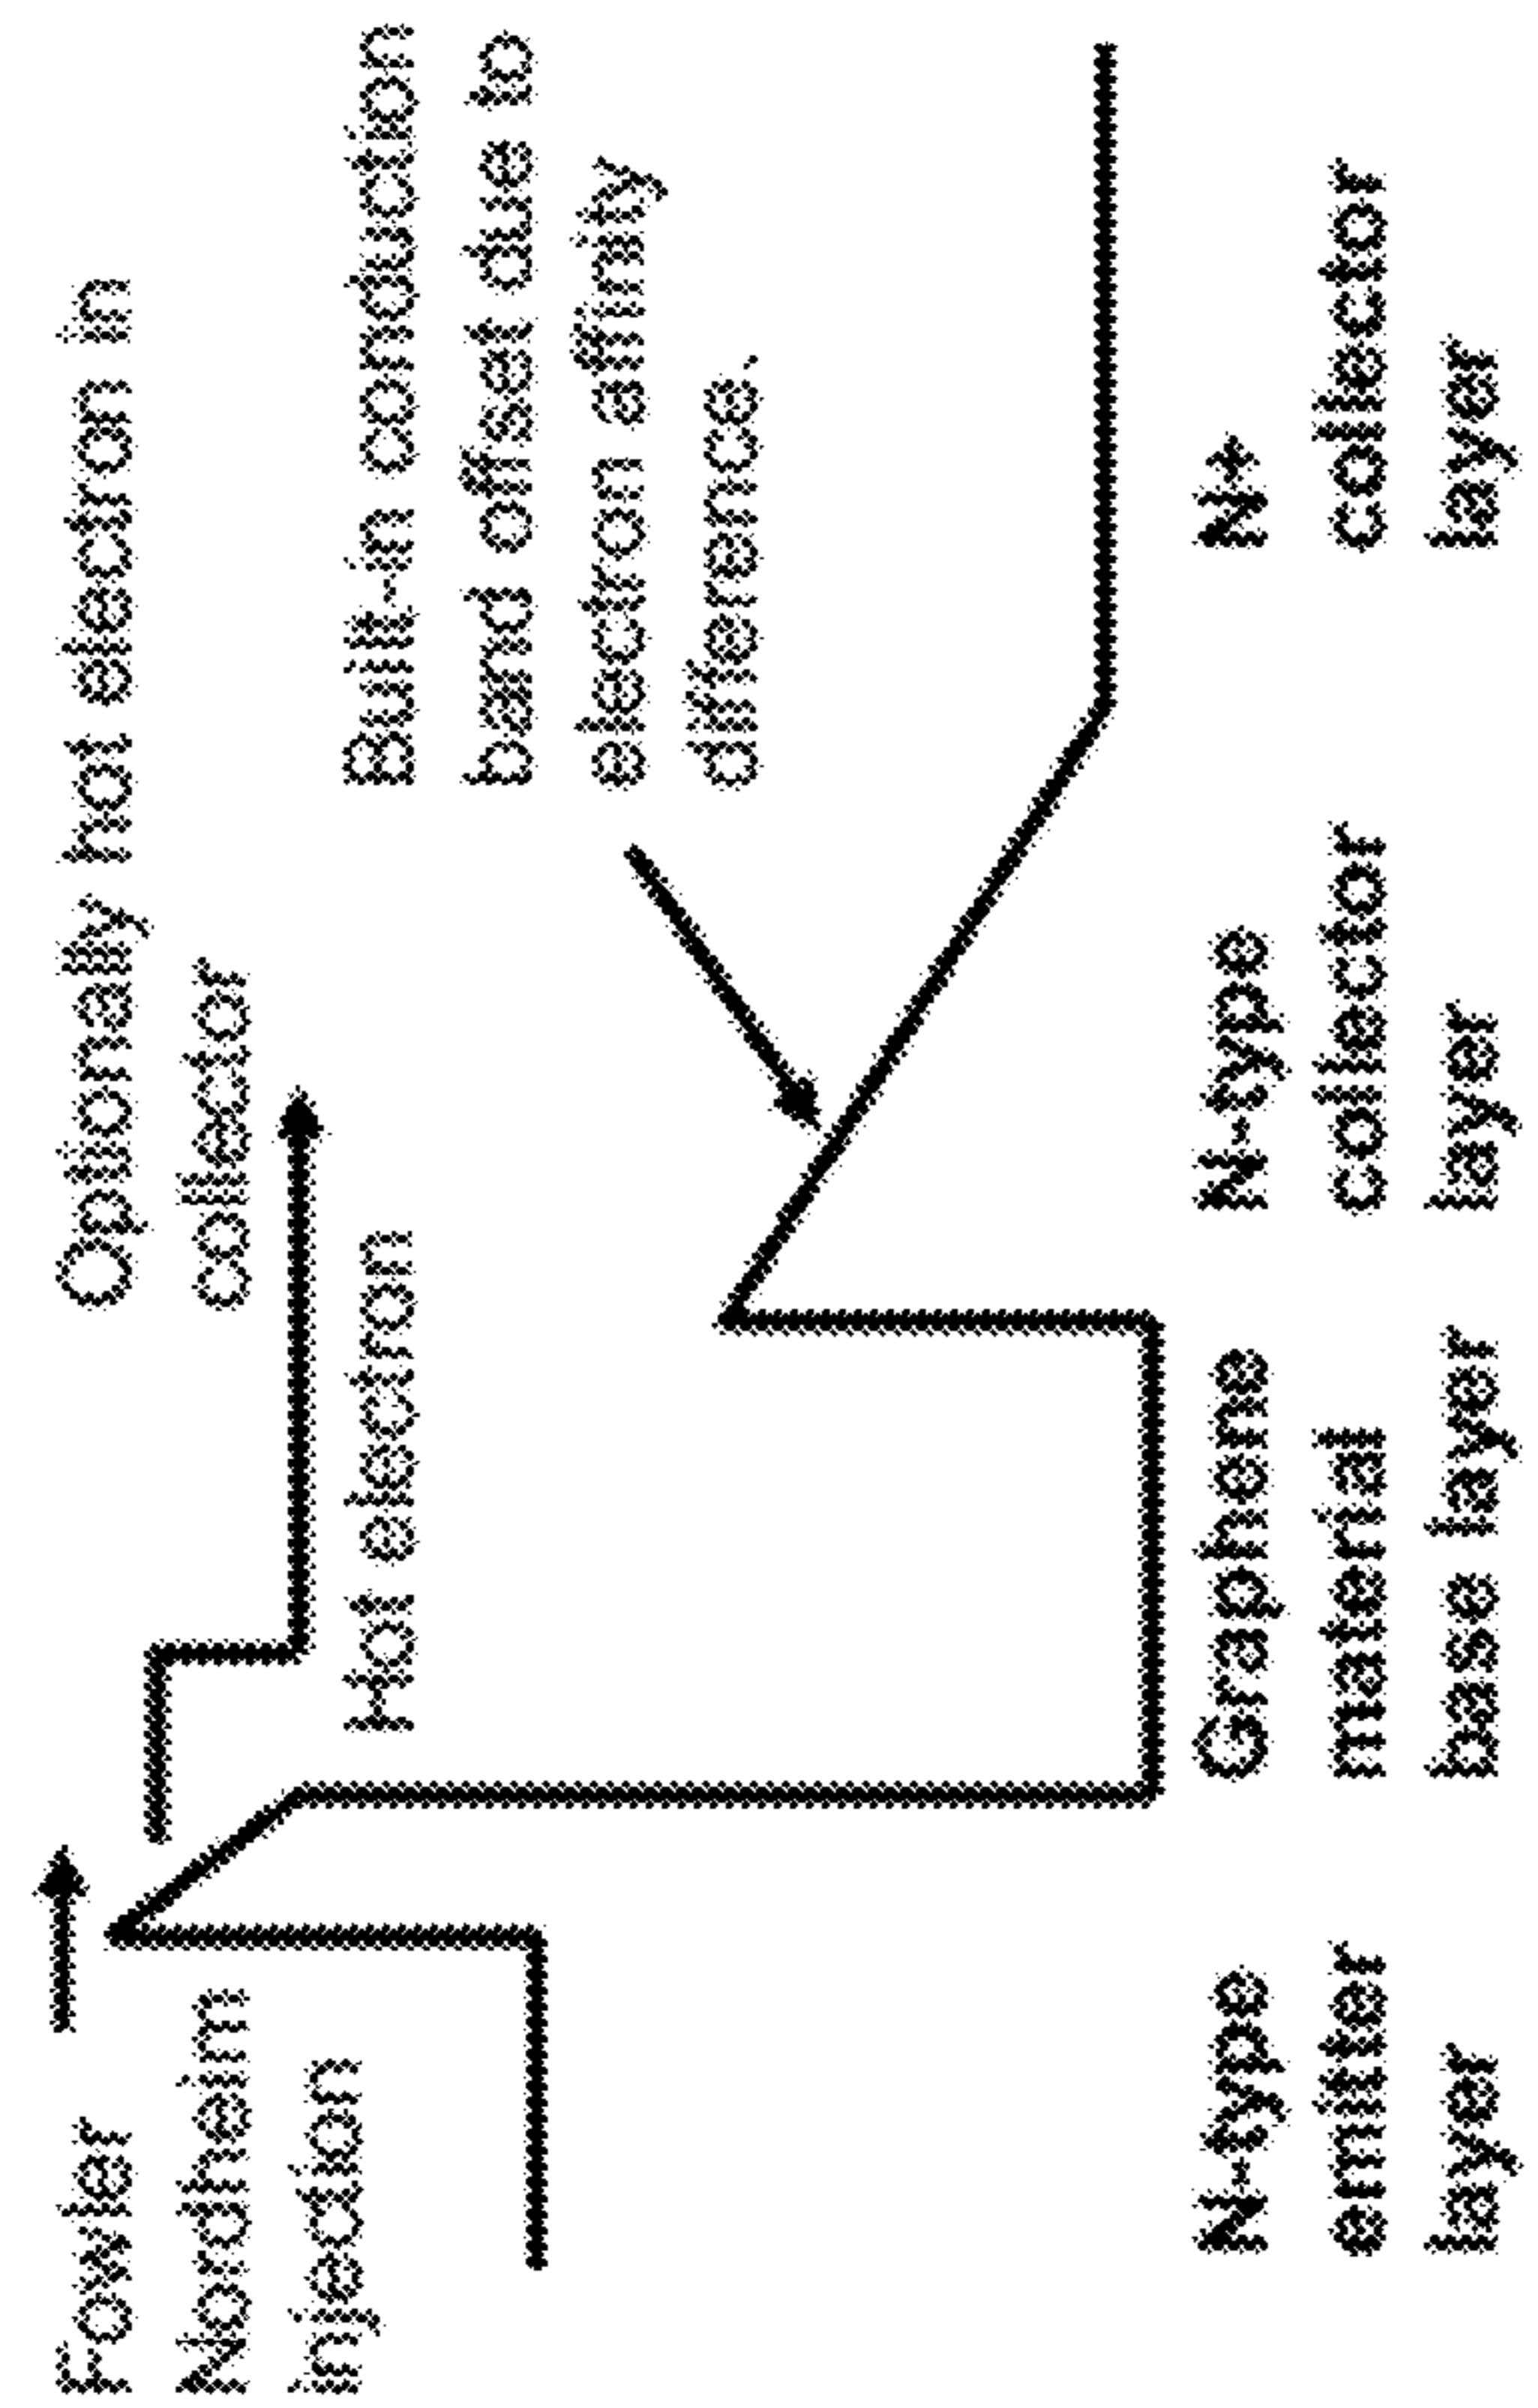 Fowler
Nordheim
injection
Optionally hot electron in
collector
Hot electron
Built-in conduction
band offset due to
electron affinity
difference.
N-type
emitter
layer
Graphene
material
base layer
N-type
collector
layer
N+
collector
layer